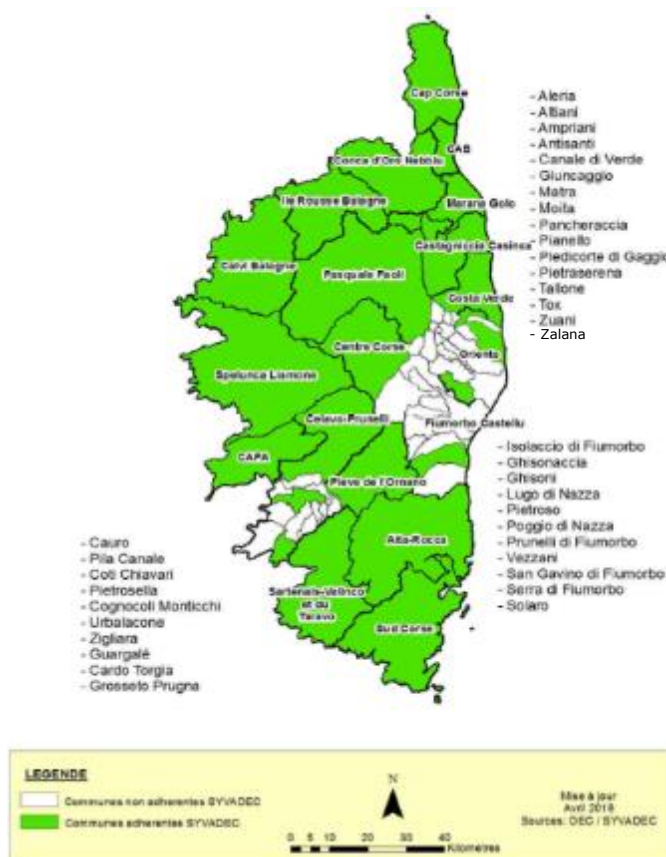 Cap Corse
- Aleria
- Altiani
- Ampriani
- Antisanti
- Canale di Verde
- Giuncaggio
- Matra
- Moita
- Pancheraccia
- Pianello
- Piedicorte di Gaggio
- Pietraserena
- Tallone
- Tox
- Zuani
- Zalana
CAB
Conca d'Oro Nebbiu
Ile Rousse Balagne
Marana Golo
Castagniccia Casinca
Calvi Balagne
Pasquale Paoli
Costa Verde
Centre Corse
Oriente
Spelunca Liamone
Celavu-Prunelli
Fiumorbo Castellu
CAPA
Pieve de l'Ornano
- Isolaccio di Fiumorbo
- Ghisonaccia
- Ghisoni
- Lugo di Nazza
- Pietroso
- Poggio di Nazza
- Prunelli di Fiumorbo
- Vezzani
- San Gavino di Fiumorbo
- Serra di Fiumorbo
- Solaro
Alta-Rocca
- Cauro
- Pila Canale
- Coti Chiavari
- Pietrosella
- Cognocoli Monticchi
- Urbalacone
- Zigliara
- Guargalé
- Cardo Torgia
- Grosseto Prugna
Sartenais-Valinco
et du
Taravo
Sud Corse
LEGENDE
Communes non adherentes SYVADEC
Communes adherentes SYVADEC
N
0 5 10 20 30 40
Kilomètres
Mise à jour
Avril 2018
Sources: OEC / SYVADEC